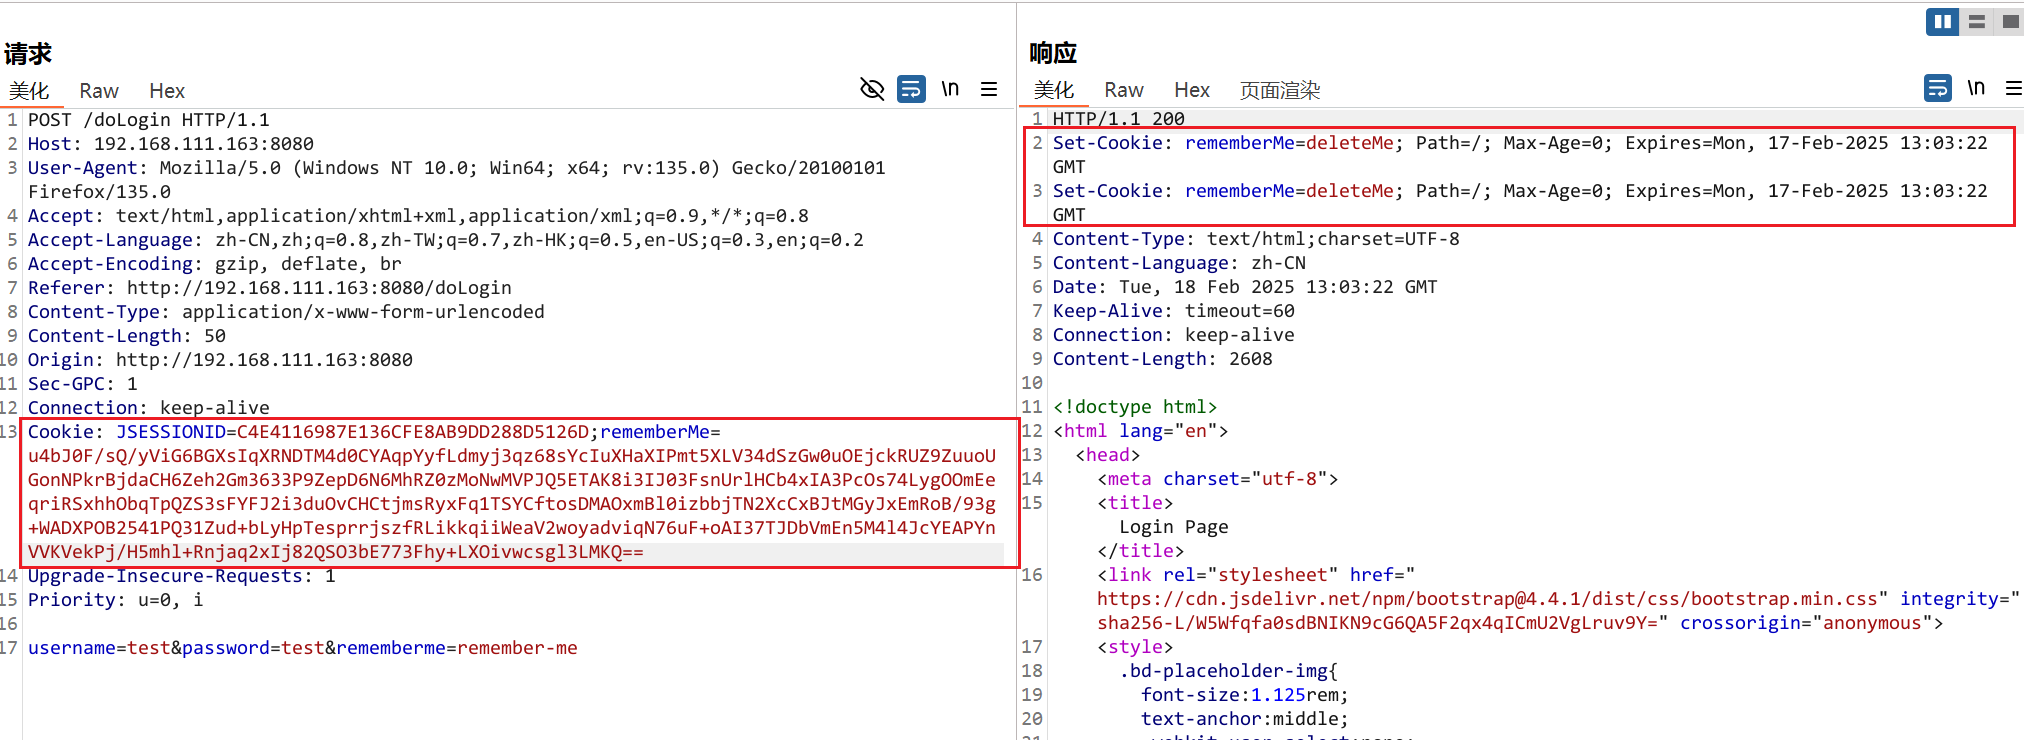 请求
美化 Raw Hex
\n
1 POST /doLogin HTTP/1.1
2 Host: 192.168.111.163:8080
3 User-Agent: Mozilla/5.0 (Windows NT 10.0; Win64; x64; rv:135.0) Gecko/20100101
Firefox/135.0
4 Accept: text/html,application/xhtml+xml,application/xml;q=0.9,*/*;q=0.8
5 Accept-Language: zh-CN,zh;q=0.8,zh-TW;q=0.7,zh-HK;q=0.5,en-US;q=0.3,en;q=0.2
6 Accept-Encoding: gzip, deflate, br
7 Referer: http://192.168.111.163:8080/doLogin
8 Content-Type: application/x-www-form-urlencoded
9 Content-Length: 50
10 Origin: http://192.168.111.163:8080
11 Sec-GPC: 1
12 Connection: keep-alive
13 Cookie: JSESSIONID=C4E4116987E136CFE8AB9DD288D5126D;rememberMe=
u4bJ0F/sQ/yViG6BGXsIqXRNDTM4d0CYAqpYyfLdmyj3qz68sYcIuXHaXIPmt5XLV34dSzGw0uOEjckRUZ9ZuuoU
GonNPkrBjdaCH6Zeh2Gm3633P9ZepD6N6MhRZ0zMoNwMVPJQ5ETAK8i3IJ03FsnUrlHCb4xIA3PcOs74LygOOmEe
qriRSxhhObqTpQZS3sFYFJ2i3duOvCHCtjmsRyxFq1TSYCftosDMAOxmBl0izbbjTN2XcCxBJtMGyJxEmRoB/93g
+WADXPOB2541PQ31Zud+bLyHpTesprrjszfRLikkqiiWeaV2woyadviqN76uF+oAI37TJDbVmEn5M4l4JcYEAPYn
VVKVekPj/H5mhl+Rnjaq2xIj82QSO3bE773Fhy+LXOivwcsgl3LMKQ==
14 Upgrade-Insecure-Requests: 1
15 Priority: u=0, i
16
17 username=test&password=test&rememberme=remember-me
响应
美化 Raw Hex 页面渲染
\n
1 HTTP/1.1 200
2 Set-Cookie: rememberMe=deleteMe; Path=/; Max-Age=0; Expires=Mon, 17-Feb-2025 13:03:22
GMT
3 Set-Cookie: rememberMe=deleteMe; Path=/; Max-Age=0; Expires=Mon, 17-Feb-2025 13:03:22
GMT
4 Content-Type: text/html;charset=UTF-8
5 Content-Language: zh-CN
6 Date: Tue, 18 Feb 2025 13:03:22 GMT
7 Keep-Alive: timeout=60
8 Connection: keep-alive
9 Content-Length: 2608
10
11 <!doctype html>
12 <html lang="en">
13 <head>
14 <meta charset="utf-8">
15 <title>
Login Page
</title>
16 <link rel="stylesheet" href="
https://cdn.jsdelivr.net/npm/bootstrap@4.4.1/dist/css/bootstrap.min.css" integrity="
sha256-L/W5Wfqfa0sdBNIKN9cG6QA5F2qx4qICmU2VgLruv9Y=" crossorigin="anonymous">
17 <style>
18 .bd-placeholder-img{
19 font-size:1.125rem;
20 text-anchor:middle;